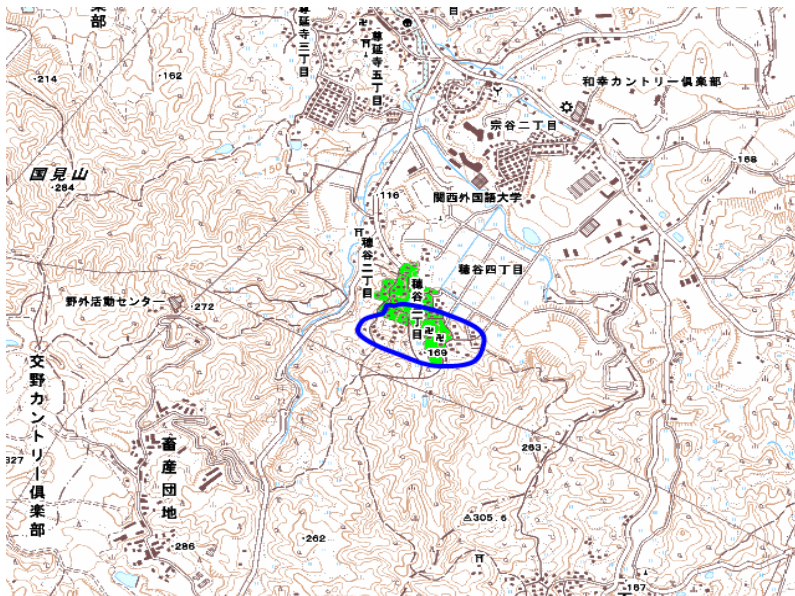 楽部
尊延寺三丁目
尊延寺五丁目
・214
・162
和幸カントリー倶楽部
宗谷二丁目
150
国見山
・284
・168
・116
関西外国語大学
穂谷二丁目
穂谷四丁目
穂谷一丁目
野外活動センター
・272
・169
交野カントリー倶楽部
畜産団地
327
263
△305.6
・262
・286
・167